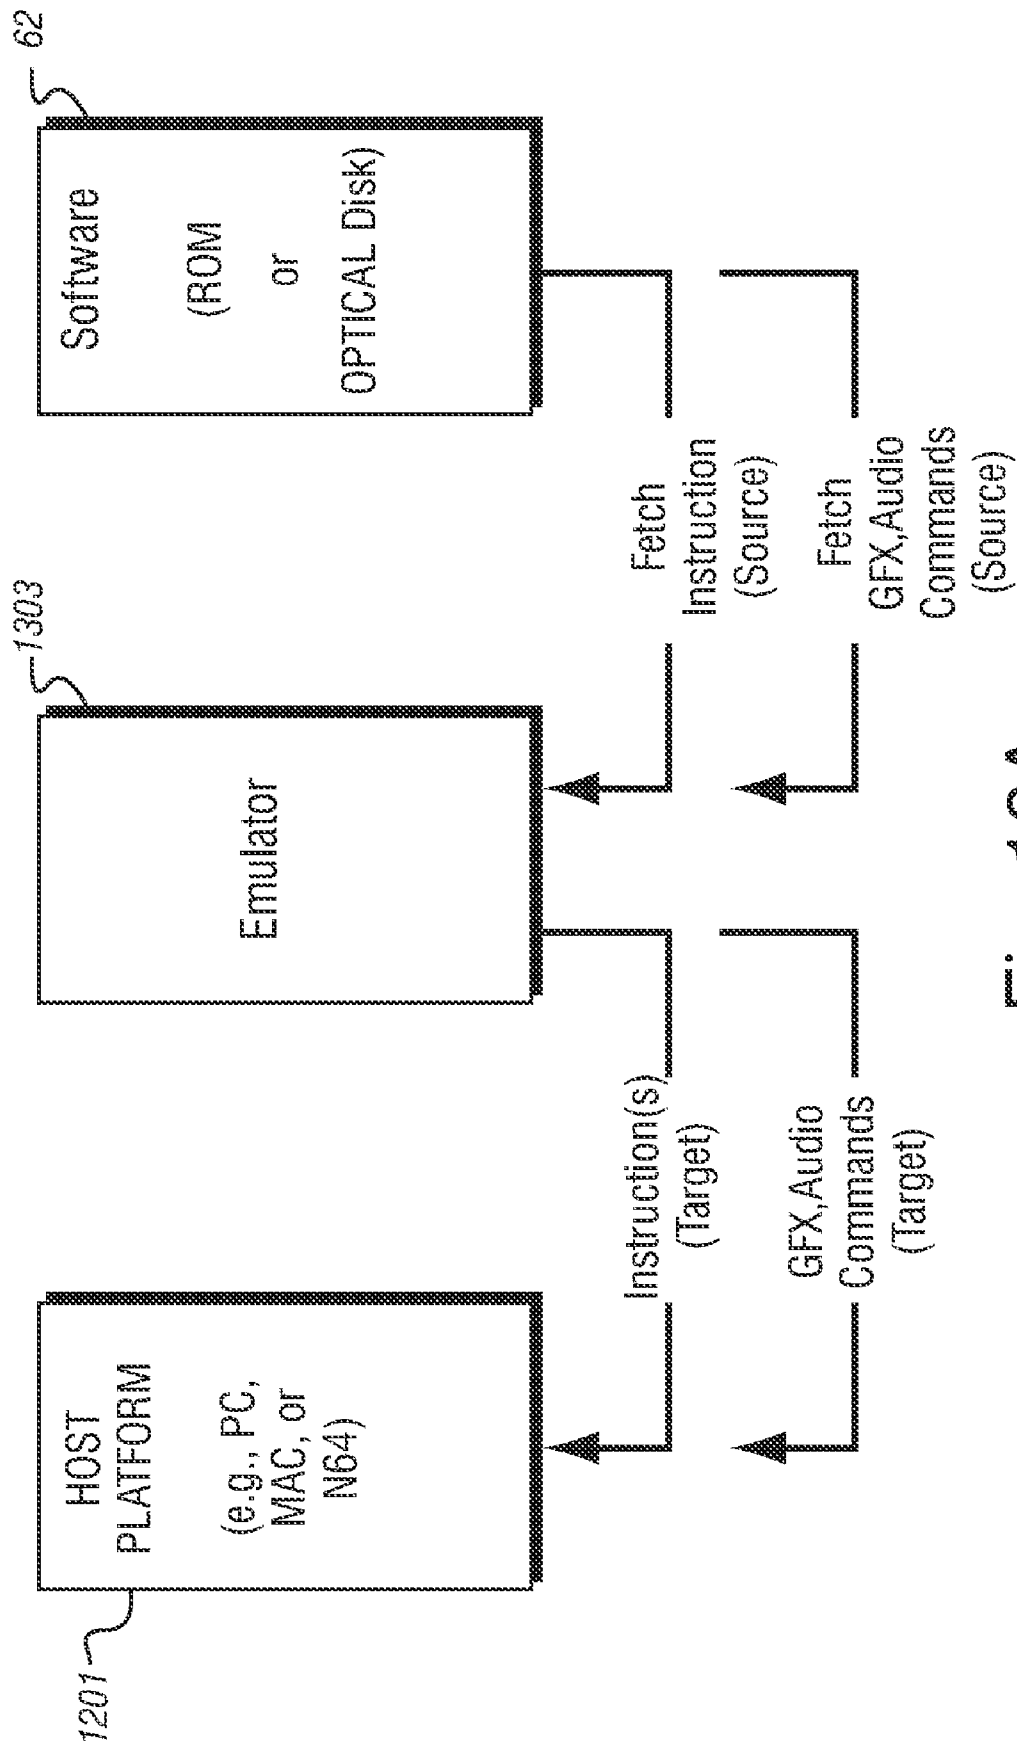 1201
HOST
PLATFORM
(e.g., PC,
MAC, or
N64)
1303
Emulator
62
Software
(ROM
or
OPTICAL Disk)
Instruction(s)
(Target)
GFX,Audio
Commands
(Target)
Fetch
Instruction
(Source)
Fetch
GFX,Audio
Commands
(Source)